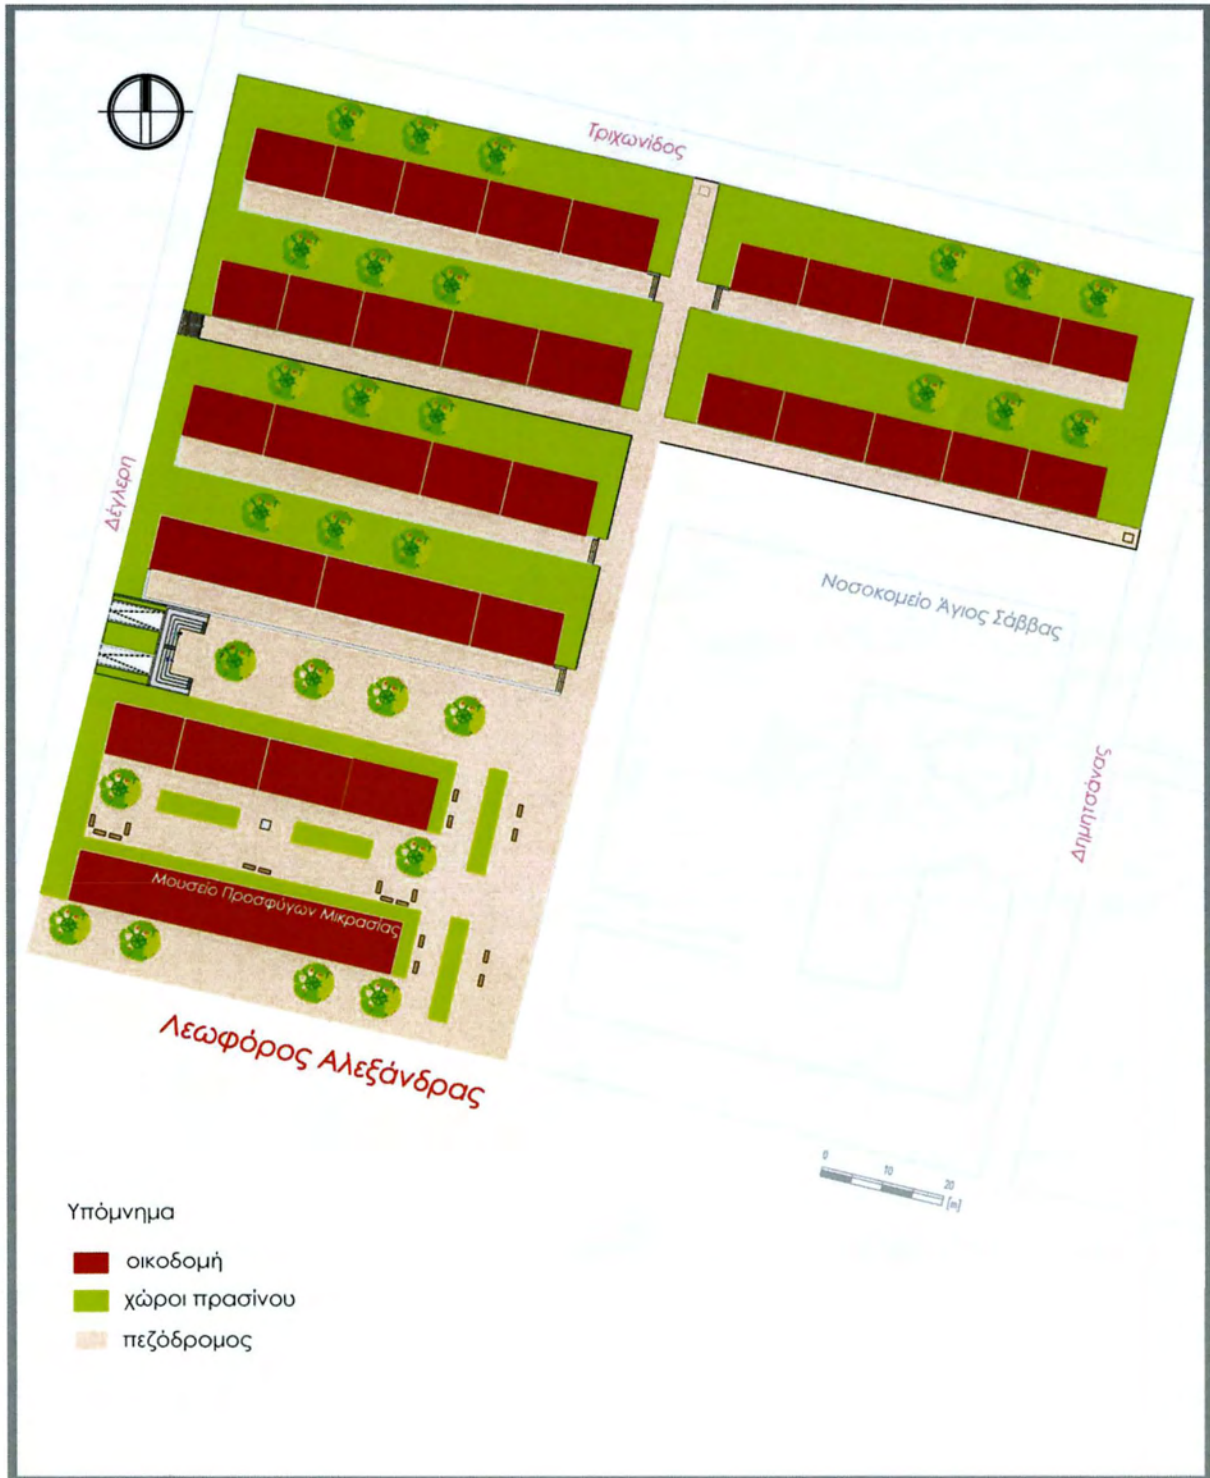 Τριχωνίδος
Δέγλερη
Νοσοκομείο Άγιος Σάββας
Δημητσάνας
Μουσείο Προσφύγων Μικρασίας
Λεωφόρος Αλεξάνδρας
0 10 20
[m]
Υπόμνημα
οικοδομή
χώροι πρασίνου
πεζόδρομος